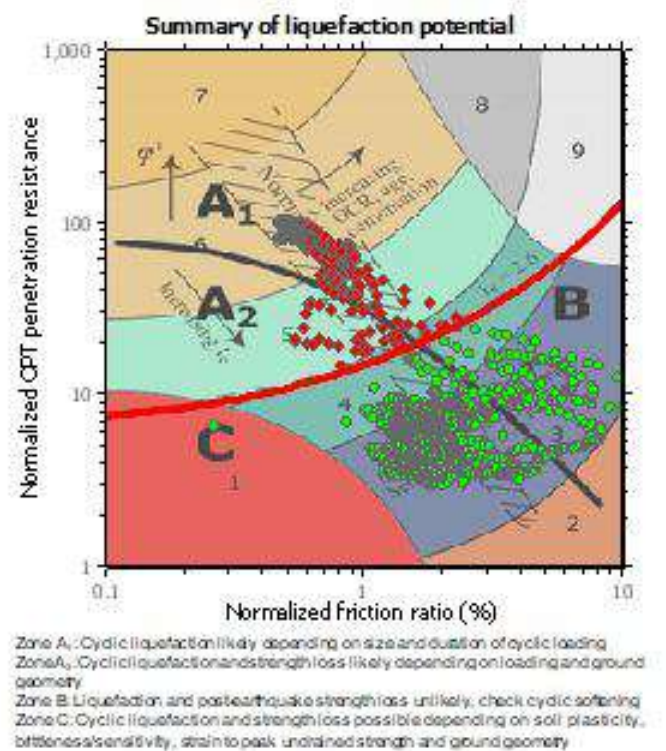 Summary of liquefaction potential
1,000
7
8
9
φ'
Increasing
OCR, age,
cementation
A1
100
6
A2
B
Normalized CPT penetration resistance
10
4
C
3
1
2
1
0.1
1
10
Normalized friction ratio (%)
Zone A₁: Cyclic liquefaction likely depending on size and duration of cyclic loading
Zone A₂: Cyclic liquefaction and strength loss likely depending on loading and ground
geometry
Zone B: Liquefaction and post-earthquake strength loss unlikely, check cyclic softening
Zone C: Cyclic liquefaction and strength loss possible depending on soil plasticity,
brittleness/sensitivity, strain to peak undrained strength and ground geometry